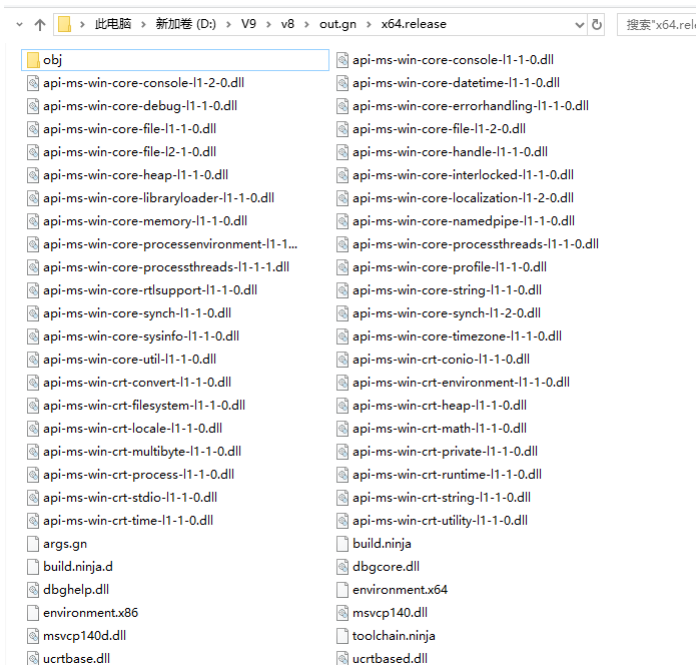 此电脑 > 新加卷 (D:) > V9 > v8 > out.gn > x64.release 搜索"x64.rele
obj api-ms-win-core-console-l1-1-0.dll
api-ms-win-core-console-l1-2-0.dll api-ms-win-core-datetime-l1-1-0.dll
api-ms-win-core-debug-l1-1-0.dll api-ms-win-core-errorhandling-l1-1-0.dll
api-ms-win-core-file-l1-1-0.dll api-ms-win-core-file-l1-2-0.dll
api-ms-win-core-file-l2-1-0.dll api-ms-win-core-handle-l1-1-0.dll
api-ms-win-core-heap-l1-1-0.dll api-ms-win-core-interlocked-l1-1-0.dll
api-ms-win-core-libraryloader-l1-1-0.dll api-ms-win-core-localization-l1-2-0.dll
api-ms-win-core-memory-l1-1-0.dll api-ms-win-core-namedpipe-l1-1-0.dll
api-ms-win-core-processenvironment-l1-1... api-ms-win-core-processthreads-l1-1-0.dll
api-ms-win-core-processthreads-l1-1-1.dll api-ms-win-core-profile-l1-1-0.dll
api-ms-win-core-rtlsupport-l1-1-0.dll api-ms-win-core-string-l1-1-0.dll
api-ms-win-core-synch-l1-1-0.dll api-ms-win-core-synch-l1-2-0.dll
api-ms-win-core-sysinfo-l1-1-0.dll api-ms-win-core-timezone-l1-1-0.dll
api-ms-win-core-util-l1-1-0.dll api-ms-win-crt-conio-l1-1-0.dll
api-ms-win-crt-convert-l1-1-0.dll api-ms-win-crt-environment-l1-1-0.dll
api-ms-win-crt-filesystem-l1-1-0.dll api-ms-win-crt-heap-l1-1-0.dll
api-ms-win-crt-locale-l1-1-0.dll api-ms-win-crt-math-l1-1-0.dll
api-ms-win-crt-multibyte-l1-1-0.dll api-ms-win-crt-private-l1-1-0.dll
api-ms-win-crt-process-l1-1-0.dll api-ms-win-crt-runtime-l1-1-0.dll
api-ms-win-crt-stdio-l1-1-0.dll api-ms-win-crt-string-l1-1-0.dll
api-ms-win-crt-time-l1-1-0.dll api-ms-win-crt-utility-l1-1-0.dll
args.gn build.ninja
build.ninja.d dbgcore.dll
dbghelp.dll environment.x64
environment.x86 msvcp140.dll
msvcp140d.dll toolchain.ninja
ucrtbase.dll ucrtbased.dll